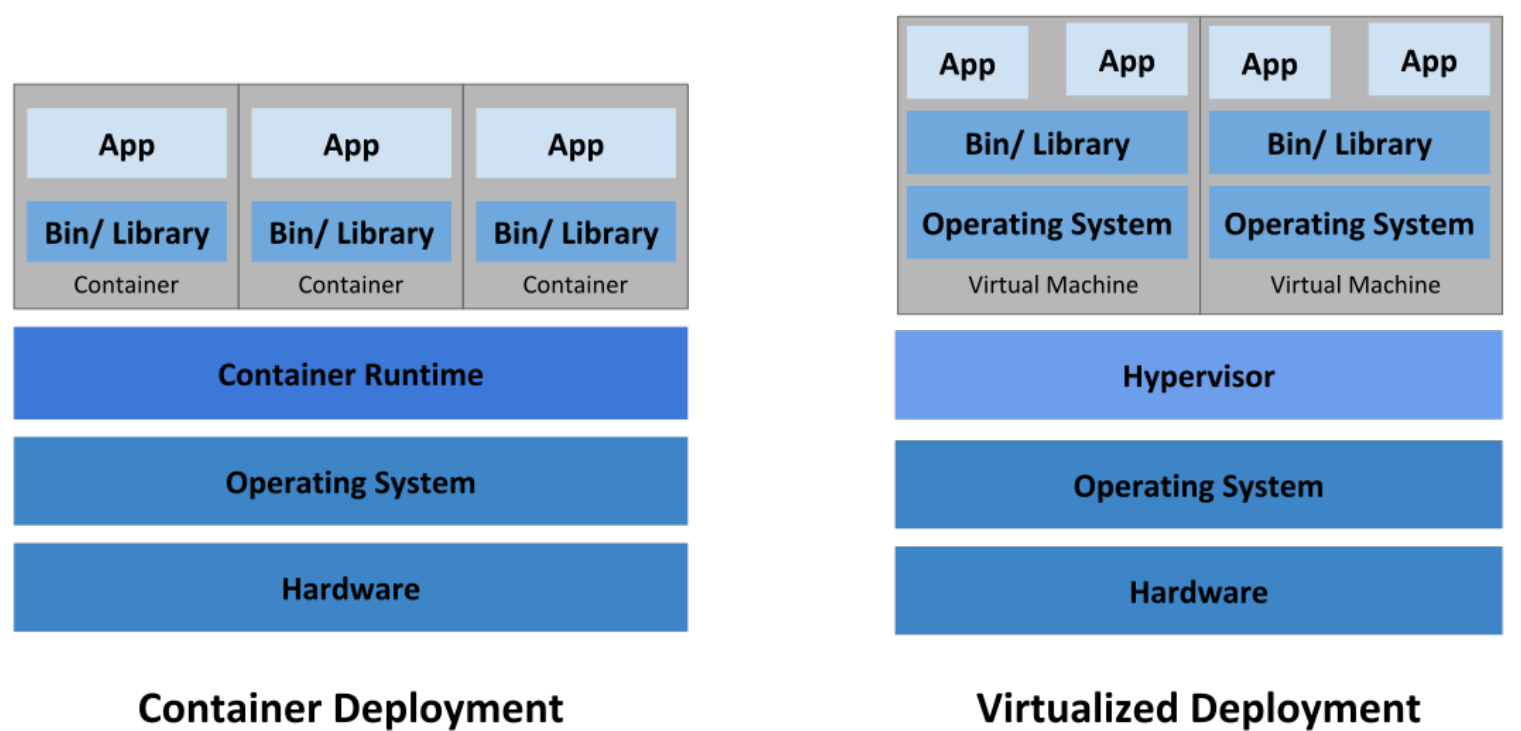 App
App
App
Bin/ Library
Bin/ Library
Bin/ Library
Container
Container
Container
Container Runtime
Operating System
Hardware
Container Deployment
App
App
App
App
Bin/ Library
Bin/ Library
Operating System
Operating System
Virtual Machine
Virtual Machine
Hypervisor
Operating System
Hardware
Virtualized Deployment